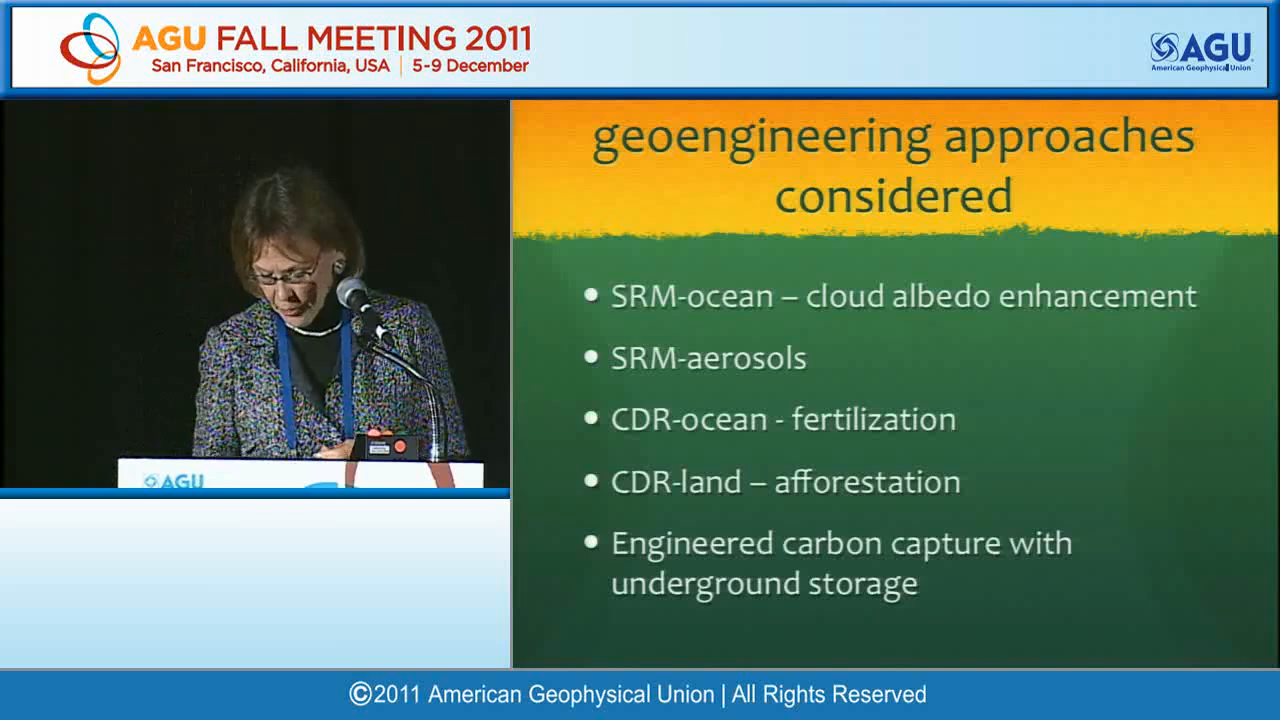 AGU FALL MEETING 2011
San Francisco, California, USA | 5-9 December
AGU
American Geophysical Union
geoengineering approaches
considered
• SRM-ocean – cloud albedo enhancement
• SRM-aerosols
• CDR-ocean - fertilization
• CDR-land – afforestation
• Engineered carbon capture with
underground storage
AGU
©2011 American Geophysical Union | All Rights Reserved